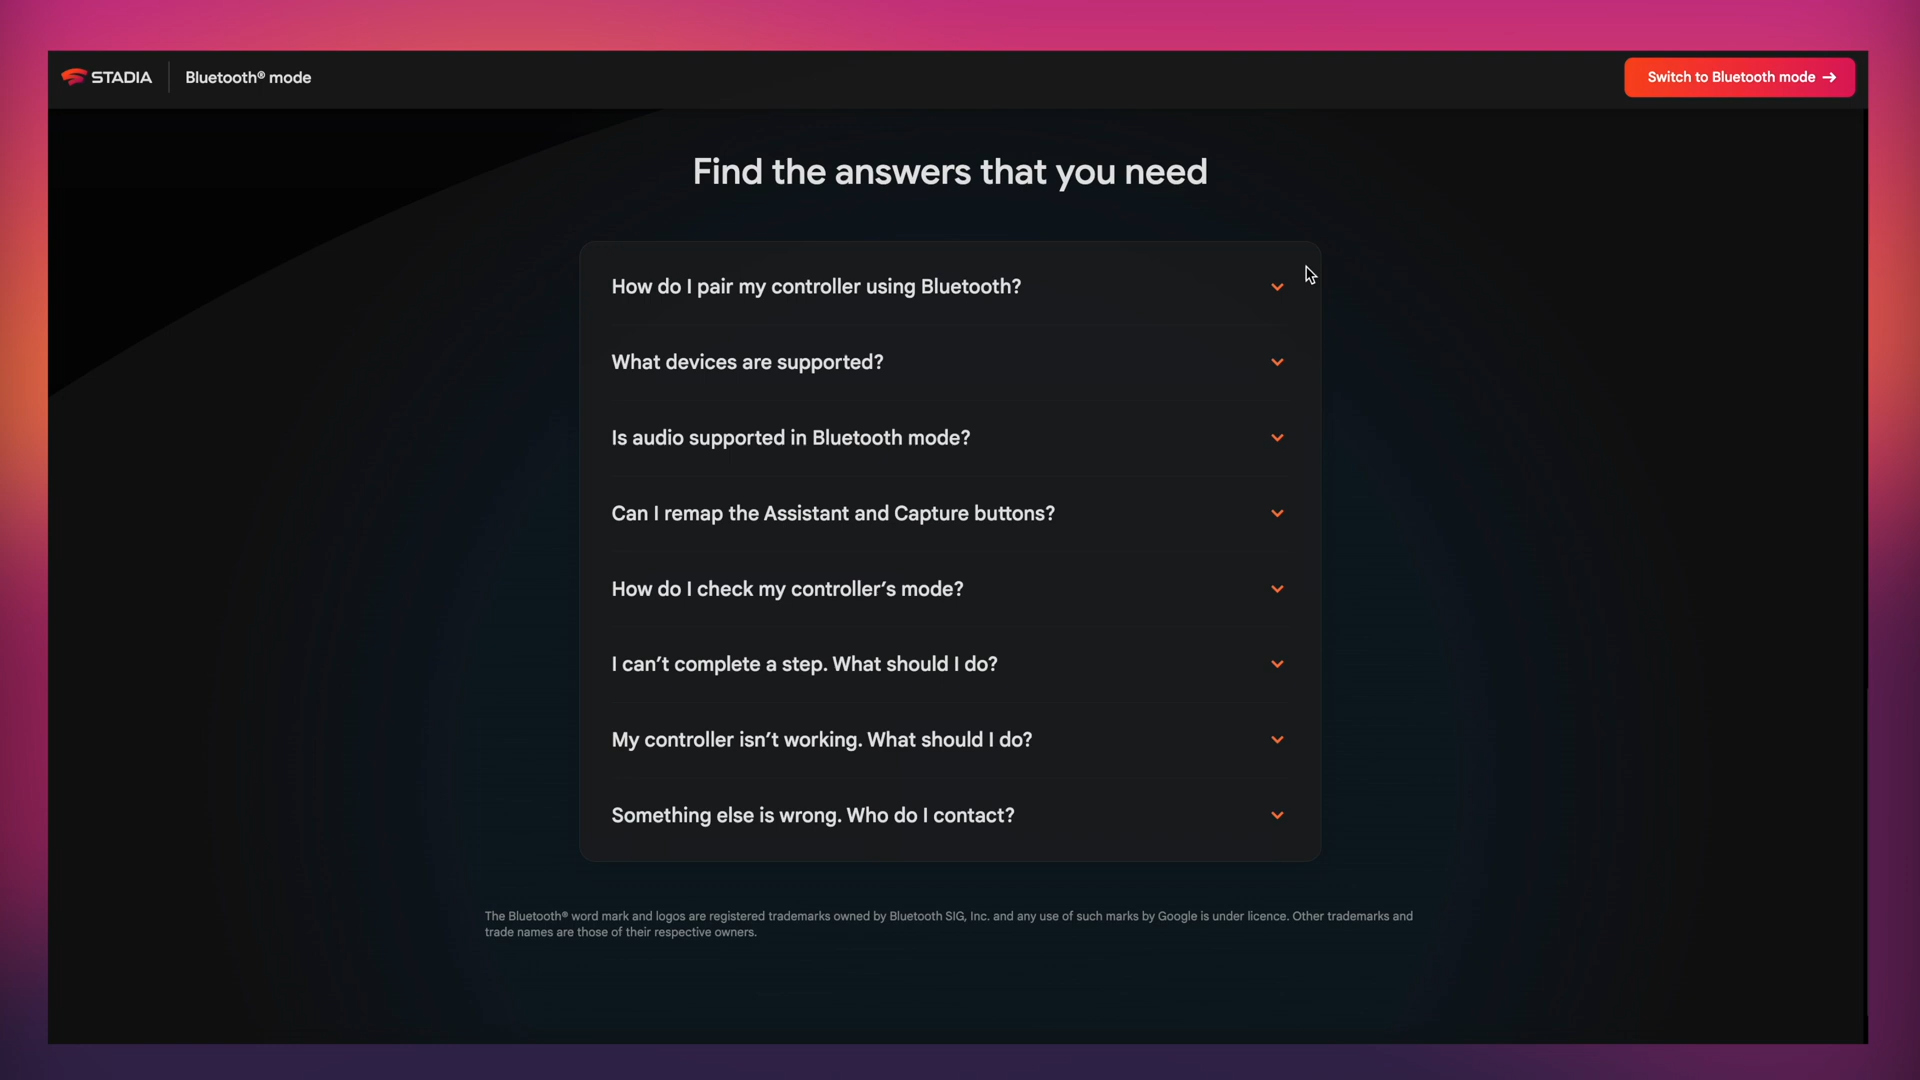 STADIA
Bluetooth® mode
Switch to Bluetooth mode →
Find the answers that you need
How do I pair my controller using Bluetooth?
What devices are supported?
Is audio supported in Bluetooth mode?
Can I remap the Assistant and Capture buttons?
How do I check my controller’s mode?
I can’t complete a step. What should I do?
My controller isn’t working. What should I do?
Something else is wrong. Who do I contact?
The Bluetooth® word mark and logos are registered trademarks owned by Bluetooth SIG, Inc. and any use of such marks by Google is under licence. Other trademarks and
trade names are those of their respective owners.